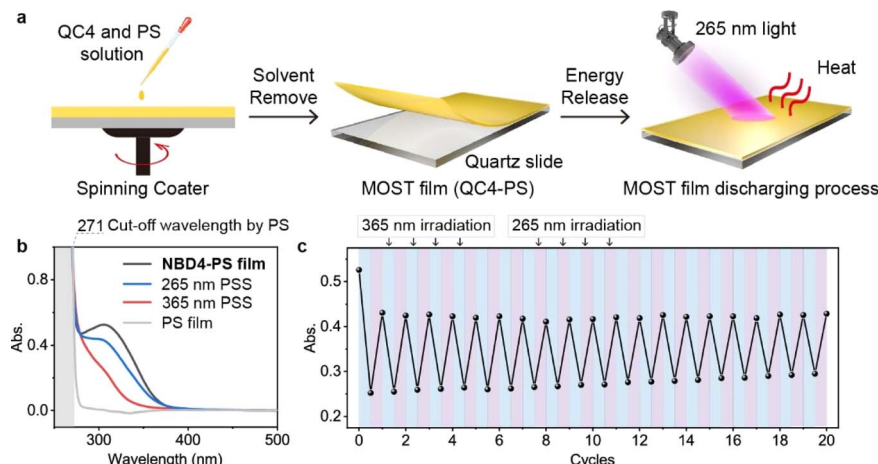 a
QC4 and PS
solution
Spinning Coater
Solvent
Remove
Quartz slide
MOST film (QC4-PS)
Energy
Release
265 nm light
Heat
MOST film discharging process
b
271 Cut-off wavelength by PS
NBD4-PS film
265 nm PSS
365 nm PSS
PS film
Abs.
0.8
0.4
0.0
300
400
500
Wavelength (nm)
c
365 nm irradiation
265 nm irradiation
Abs.
0.5
0.4
0.3
0.2
0 2 4 6 8 10 12 14 16 18 20
Cycles